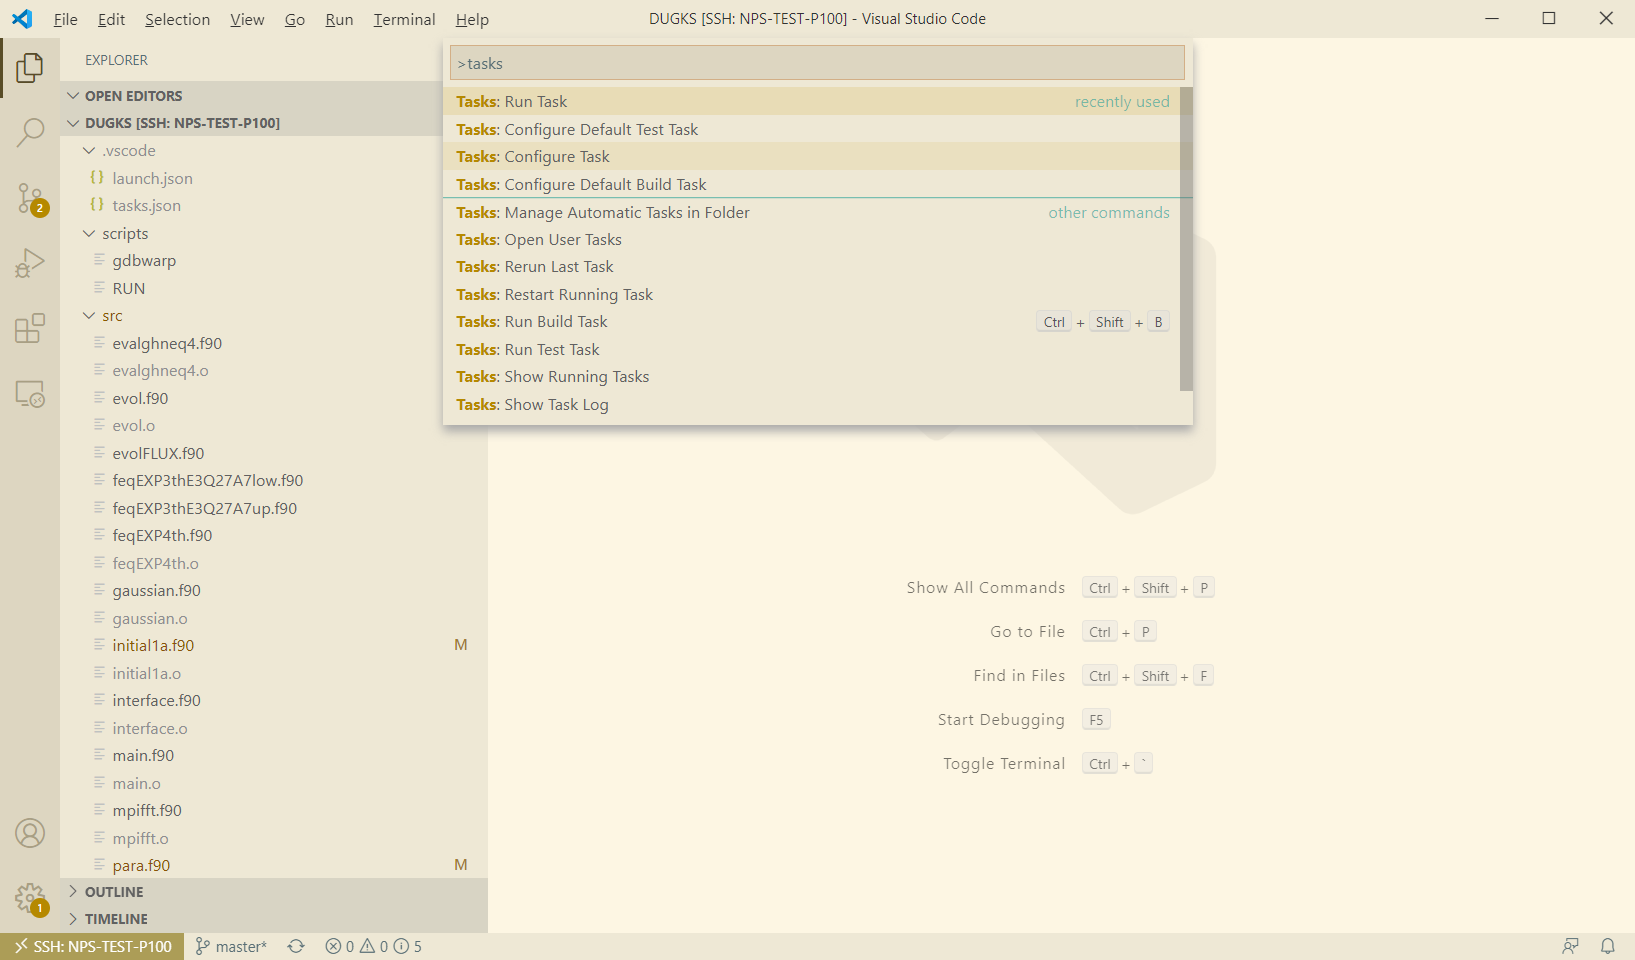 File Edit Selection View Go Run Terminal Help
DUGKS [SSH: NPS-TEST-P100] - Visual Studio Code
EXPLORER
OPEN EDITORS
DUGKS [SSH: NPS-TEST-P100]
.vscode
{} launch.json
{} tasks.json
scripts
gdbwarp
RUN
src
evalghneq4.f90
evalghneq4.o
evol.f90
evol.o
evolFLUX.f90
feqEXP3thE3Q27A7low.f90
feqEXP3thE3Q27A7up.f90
feqEXP4th.f90
feqEXP4th.o
gaussian.f90
gaussian.o
initial1a.f90 M
initial1a.o
interface.f90
interface.o
main.f90
main.o
mpifft.f90
mpifft.o
para.f90 M
OUTLINE
TIMELINE
2
1
>tasks
Tasks: Run Task recently used
Tasks: Configure Default Test Task
Tasks: Configure Task
Tasks: Configure Default Build Task
Tasks: Manage Automatic Tasks in Folder other commands
Tasks: Open User Tasks
Tasks: Rerun Last Task
Tasks: Restart Running Task
Tasks: Run Build Task Ctrl + Shift + B
Tasks: Run Test Task
Tasks: Show Running Tasks
Tasks: Show Task Log
Show All Commands Ctrl + Shift + P
Go to File Ctrl + P
Find in Files Ctrl + Shift + F
Start Debugging F5
Toggle Terminal Ctrl + `
SSH: NPS-TEST-P100 master* 0 0 5